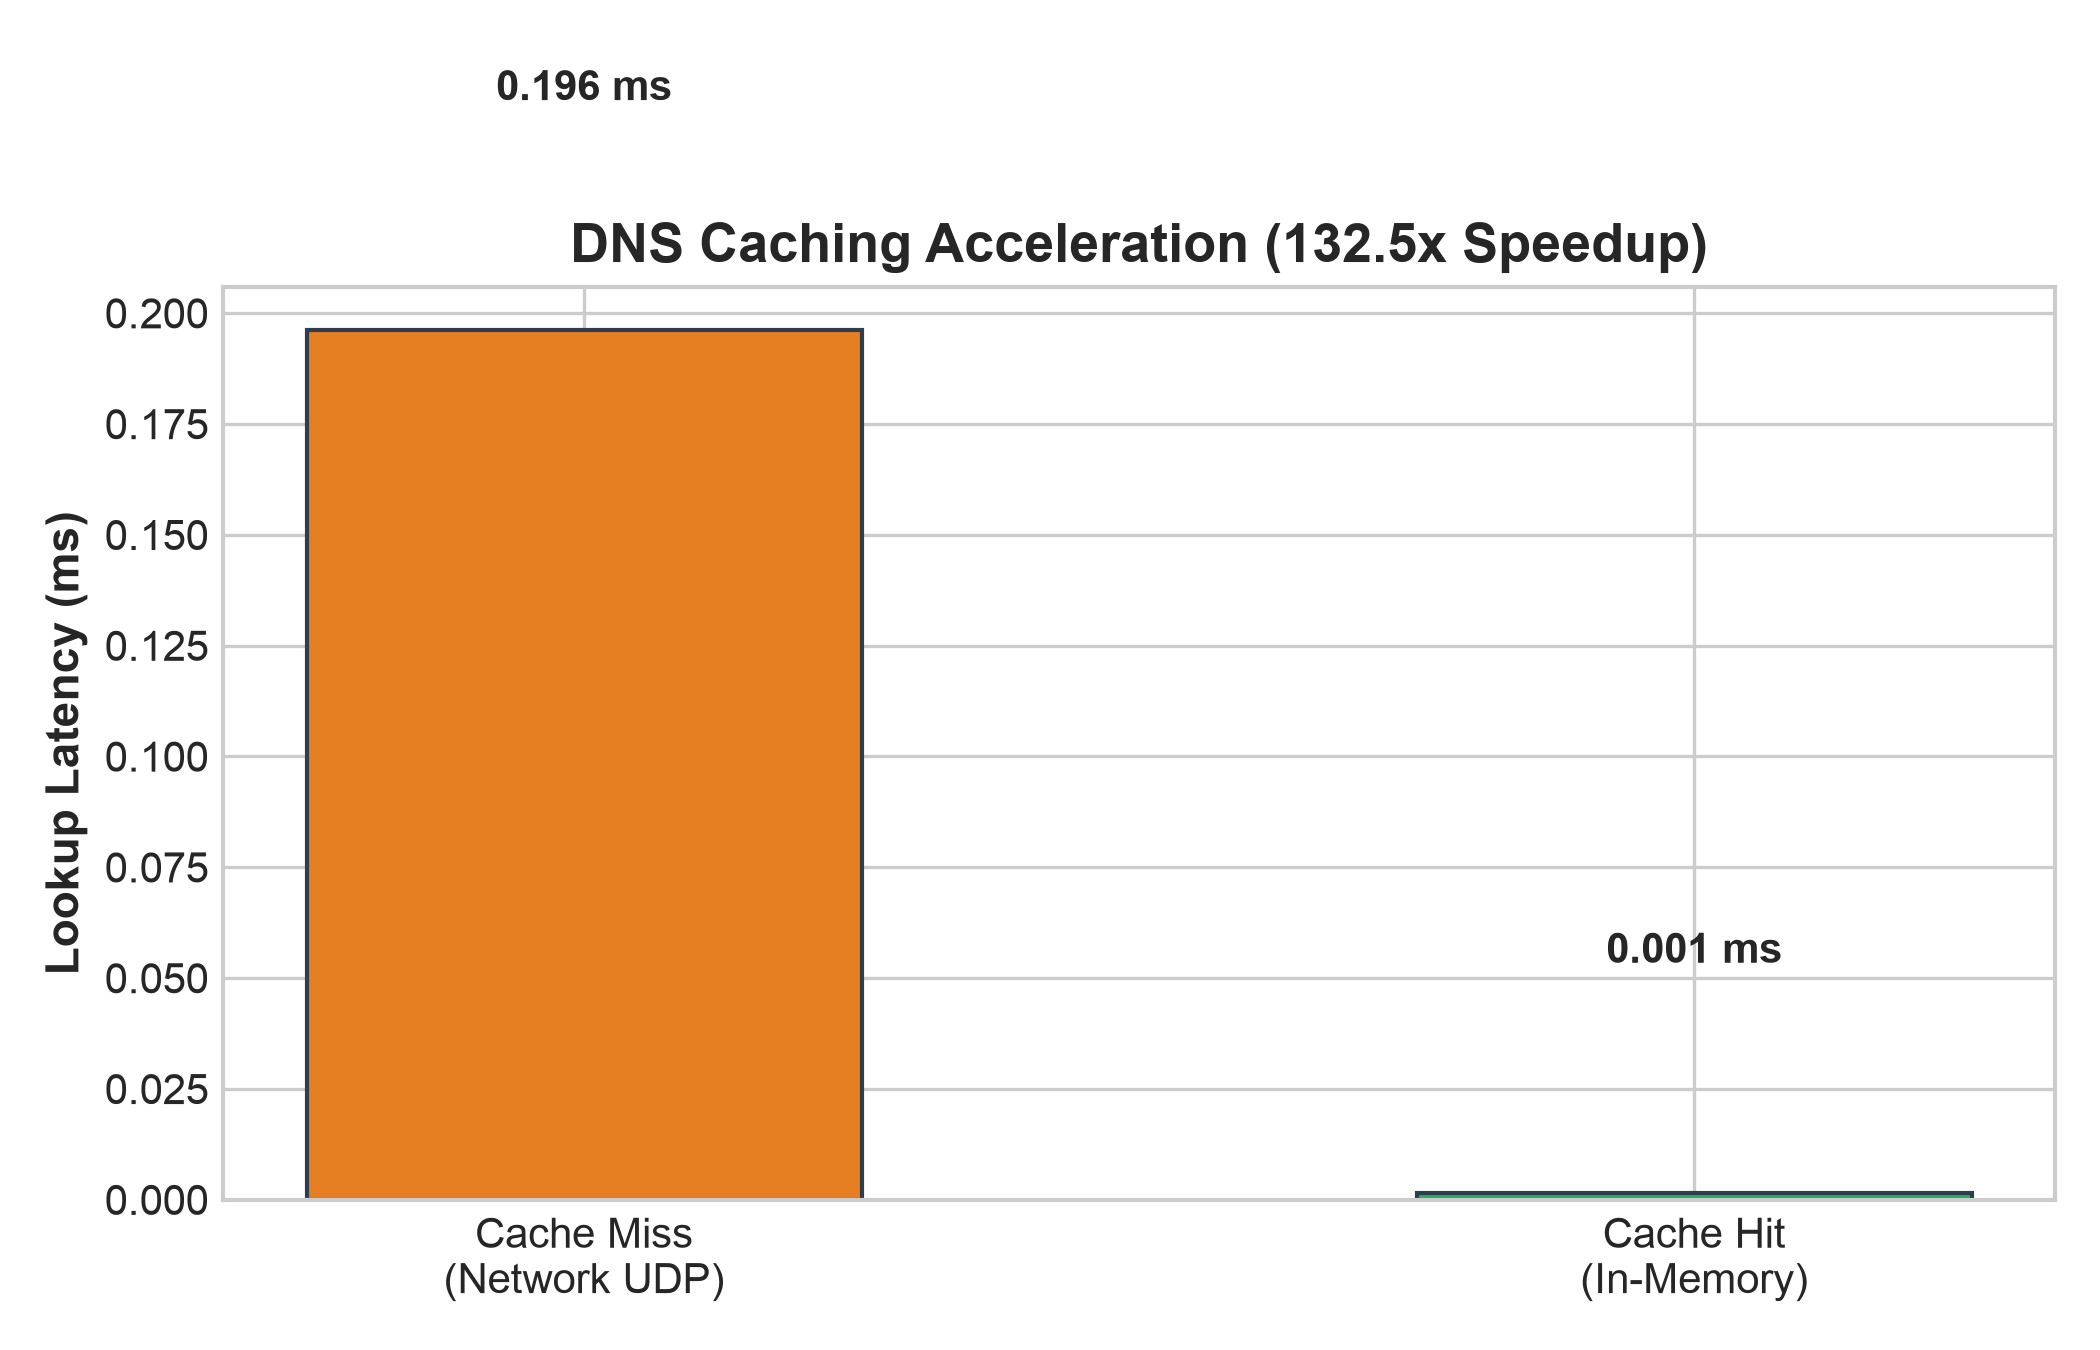 0.196 ms
DNS Caching Acceleration (132.5x Speedup)
Lookup Latency (ms)
0.200
0.175
0.150
0.125
0.100
0.075
0.050
0.025
0.000
0.001 ms
Cache Miss
(Network UDP)
Cache Hit
(In-Memory)